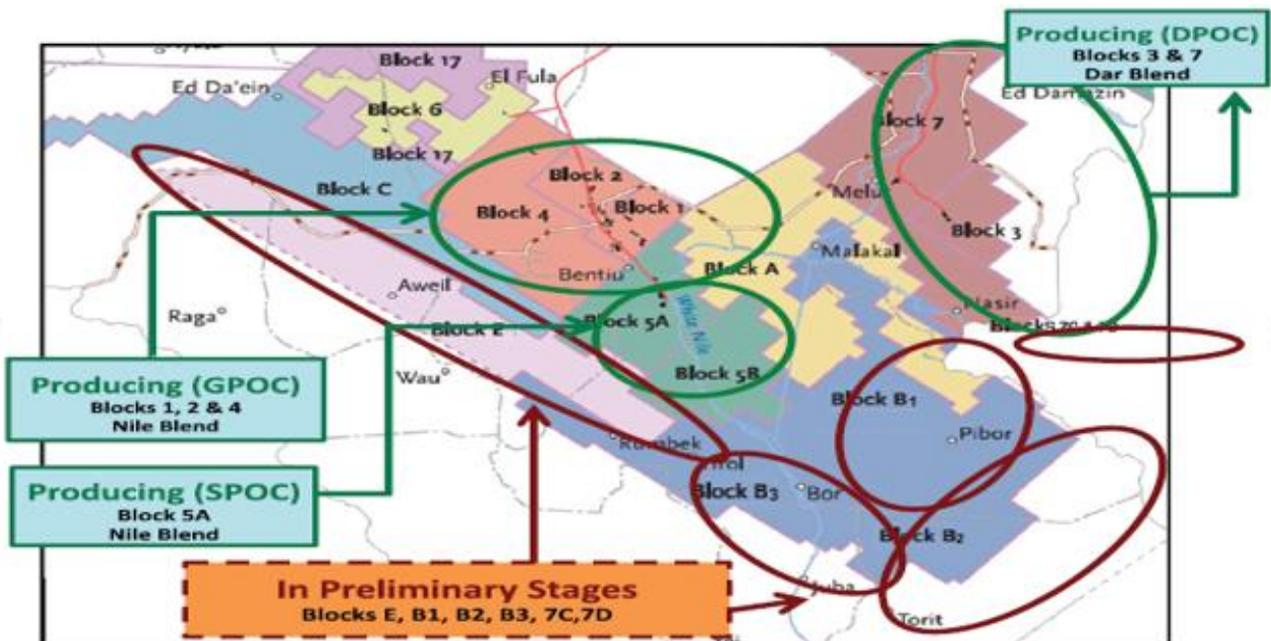 Producing (DPOC)
Blocks 3 & 7
Dar Blend
Block 17
Ed Da'ein
El Fula
Ed Damazin
Block 6
Block 7
Block 17
Block C
Block 2
Melu
Block 4
Block 1
Block 3
Malakal
Bentiu
Block A
Aweil
Nasir
Raga
White Nile
Block E
Block 5A
Wau
Block 5B
Producing (GPOC)
Blocks 1, 2 & 4
Nile Blend
Block B1
Pibor
Rumbek
Producing (SPOC)
Block 5A
Nile Blend
Block B3
Bor
Block B2
In Preliminary Stages
Blocks E, B1, B2, B3, 7C,7D
Juba
Torit